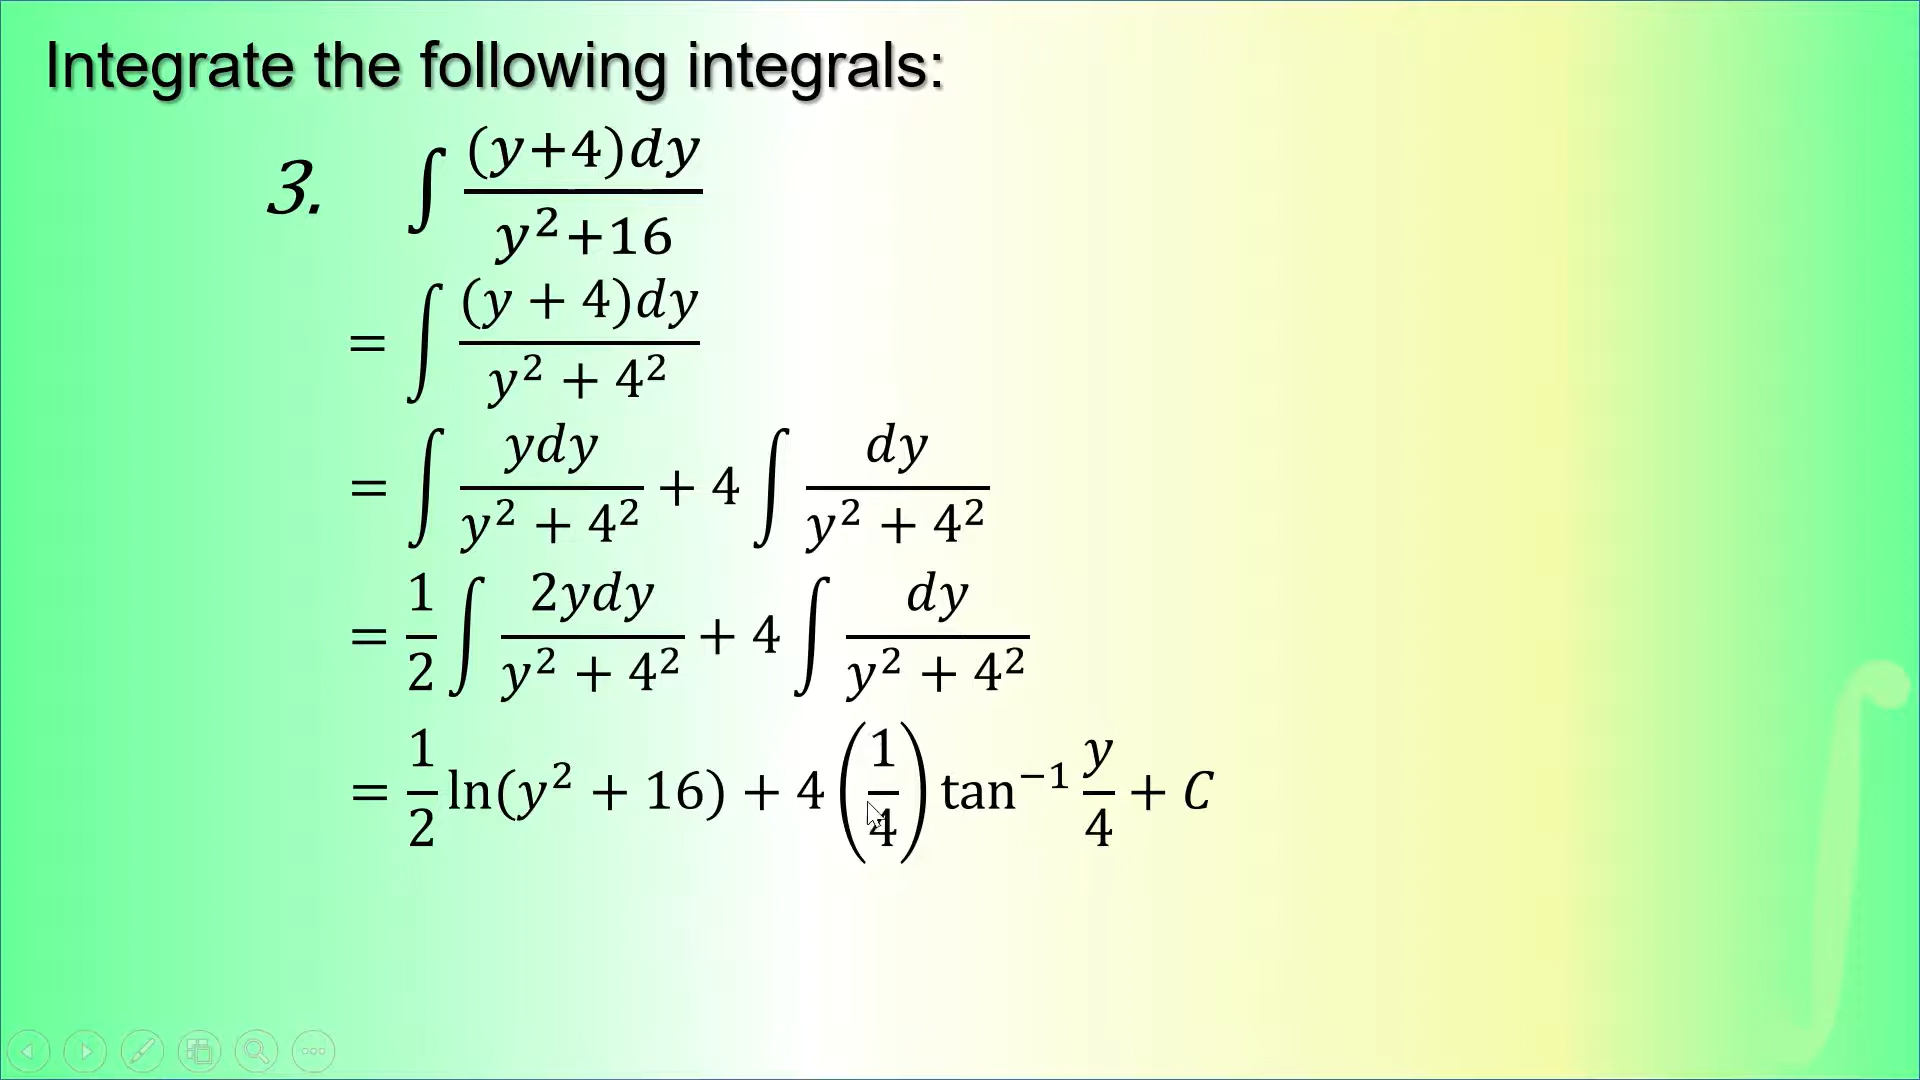 Integrate the following integrals:
3. ∫ (y+4)dy / y²+16
= ∫ (y + 4)dy / y² + 4²
= ∫ ydy / y² + 4² + 4 ∫ dy / y² + 4²
= 1/2 ∫ 2ydy / y² + 4² + 4 ∫ dy / y² + 4²
= 1/2 ln(y² + 16) + 4 (1/4) tan⁻¹ y/4 + C